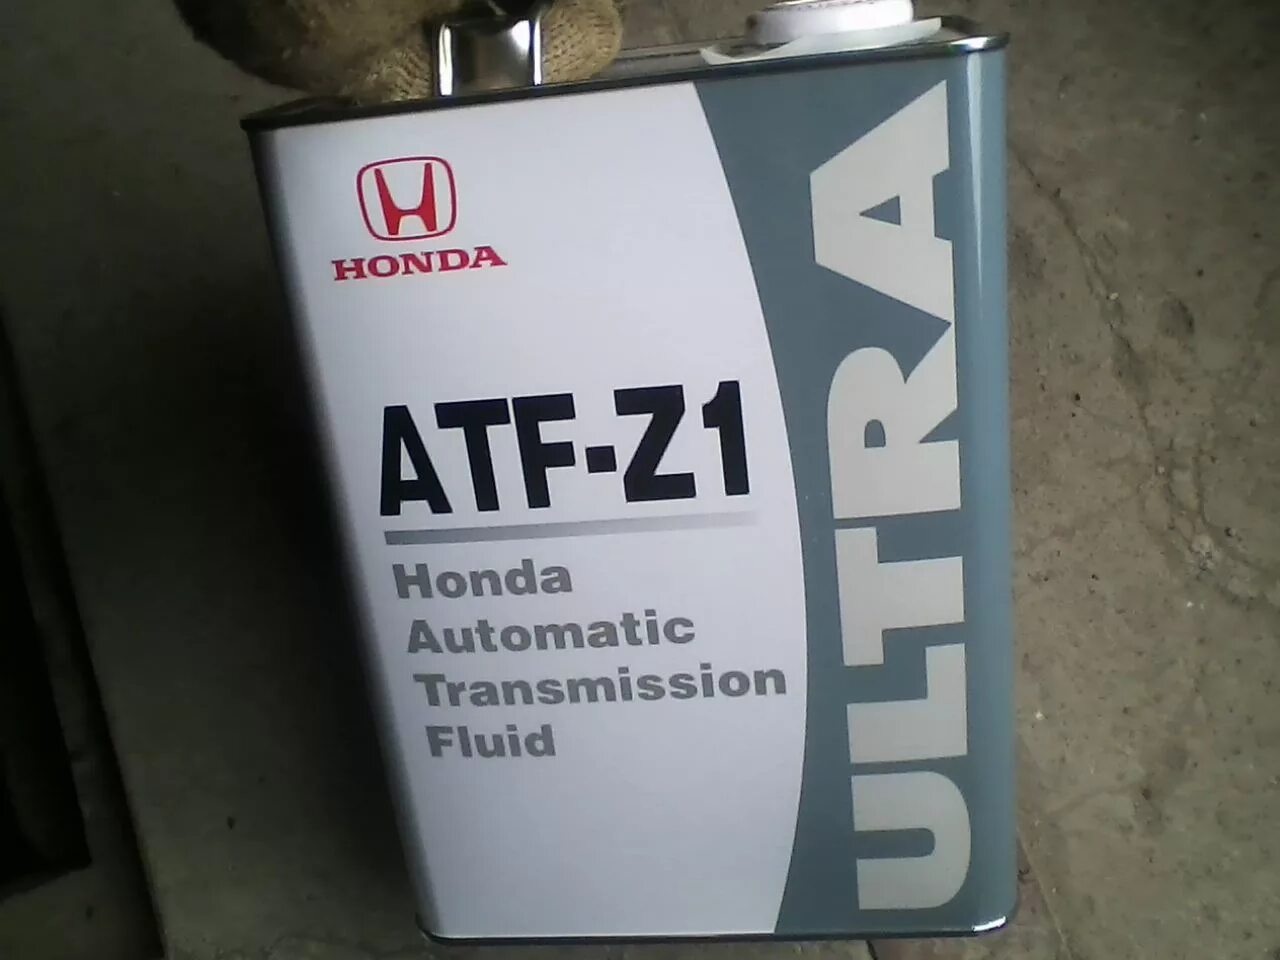 HONDA
ATF-Z1
Honda
Automatic
Transmission
Fluid
ULTRA